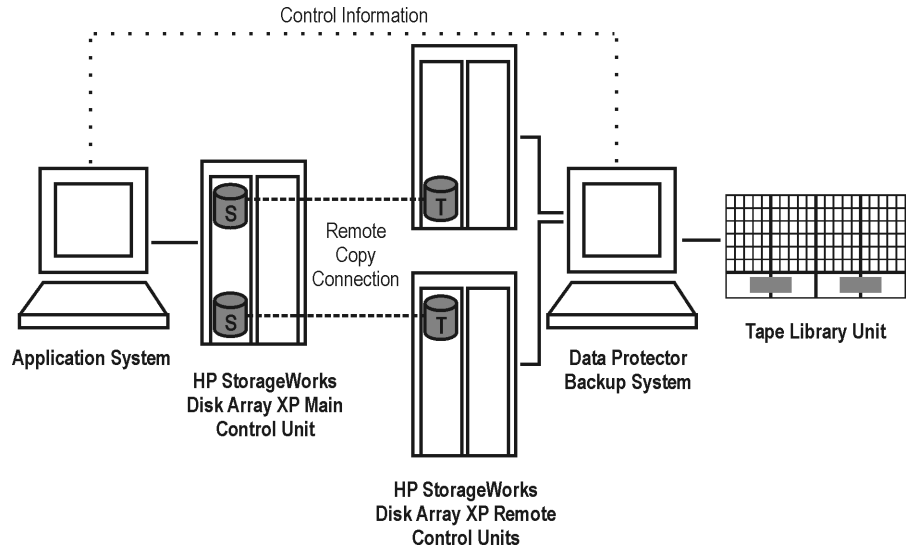 Control Information
S
T
Remote
Copy
Connection
S
T
Application System
HP StorageWorks
Disk Array XP Main
Control Unit
HP StorageWorks
Disk Array XP Remote
Control Units
Data Protector
Backup System
Tape Library Unit